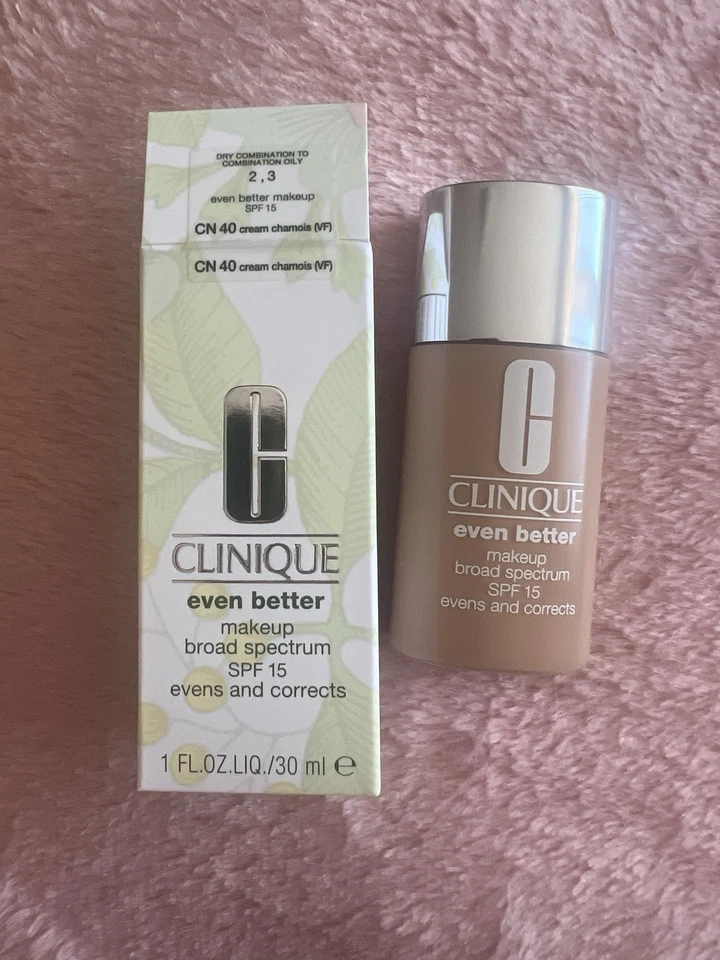 DRY COMBINATION TO
COMBINATION OILY
2 , 3
even better makeup
SPF 15
CN 40 cream chamois (VF)
CN 40 cream chamois (VF)
C
CLINIQUE
even better
makeup
broad spectrum
SPF 15
evens and corrects
1 FL.OZ.LIQ./30 ml ℮
C
CLINIQUE
even better
makeup
broad spectrum
SPF 15
evens and corrects